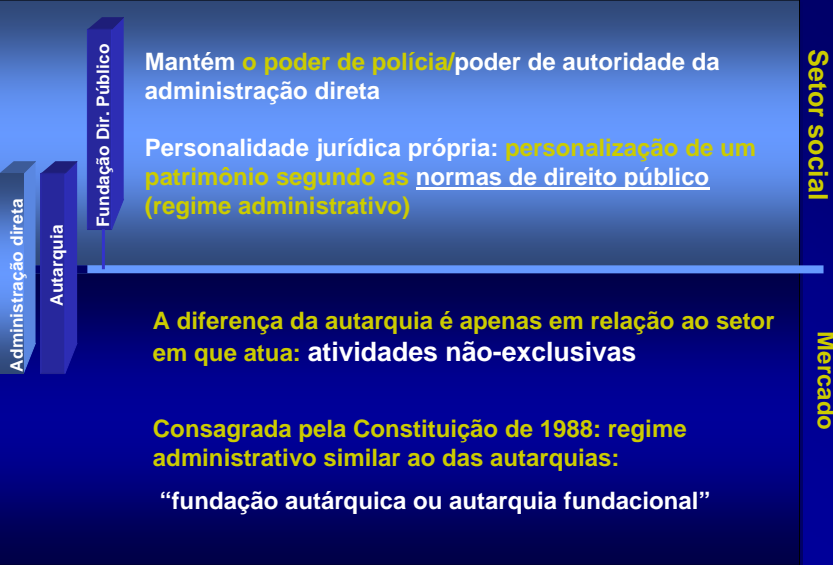 Mantém o poder de polícia/poder de autoridade da
administração direta
Personalidade jurídica própria: personalização de um
patrimônio segundo as normas de direito público
(regime administrativo)
A diferença da autarquia é apenas em relação ao setor
em que atua: atividades não-exclusivas
Consagrada pela Constituição de 1988: regime
administrativo similar ao das autarquias:
“fundação autárquica ou autarquia fundacional”
Administração direta
Autarquia
Fundação Dir. Público
Setor social
Mercado